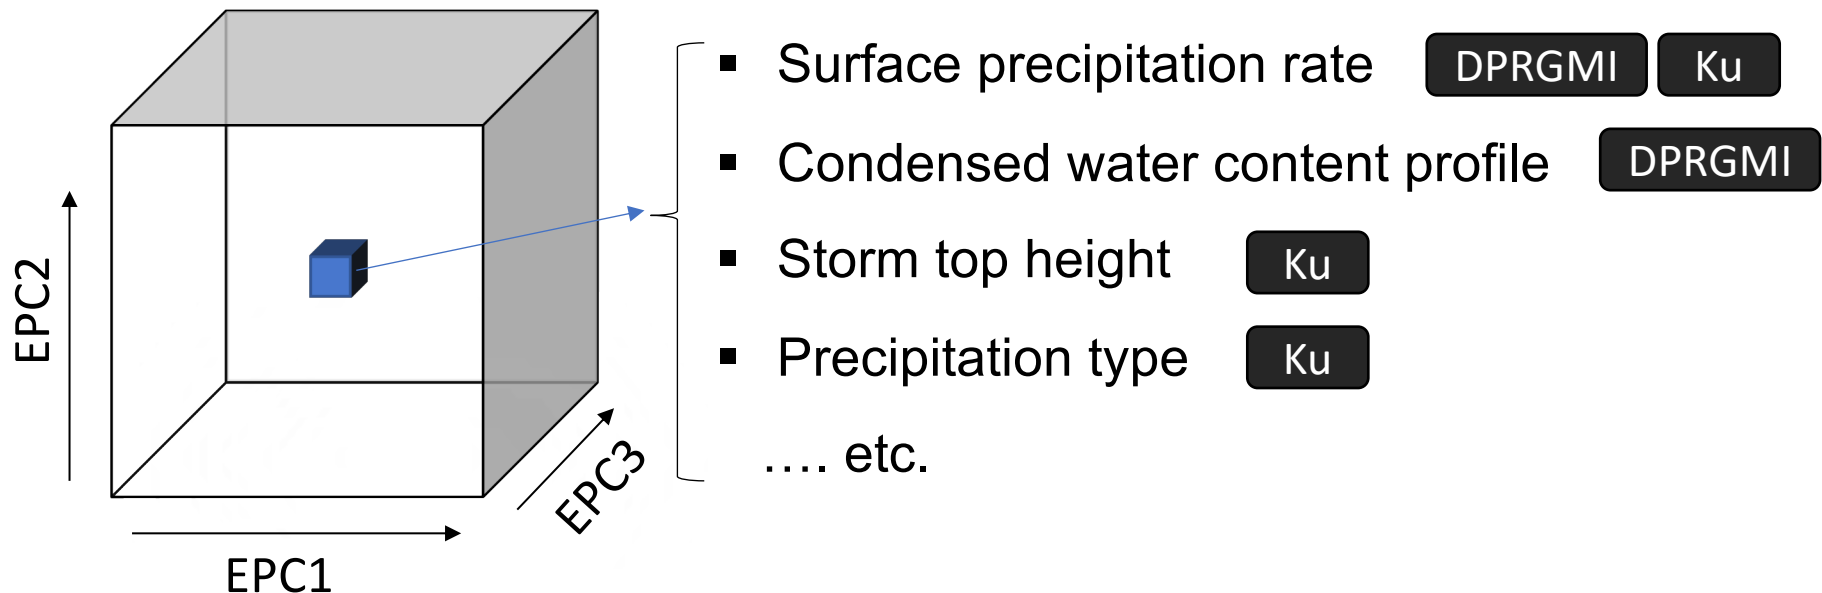 ▪ Surface precipitation rate DPRGMI Ku
▪ Condensed water content profile DPRGMI
▪ Storm top height Ku
▪ Precipitation type Ku
…. etc.
EPC2
EPC3
EPC1